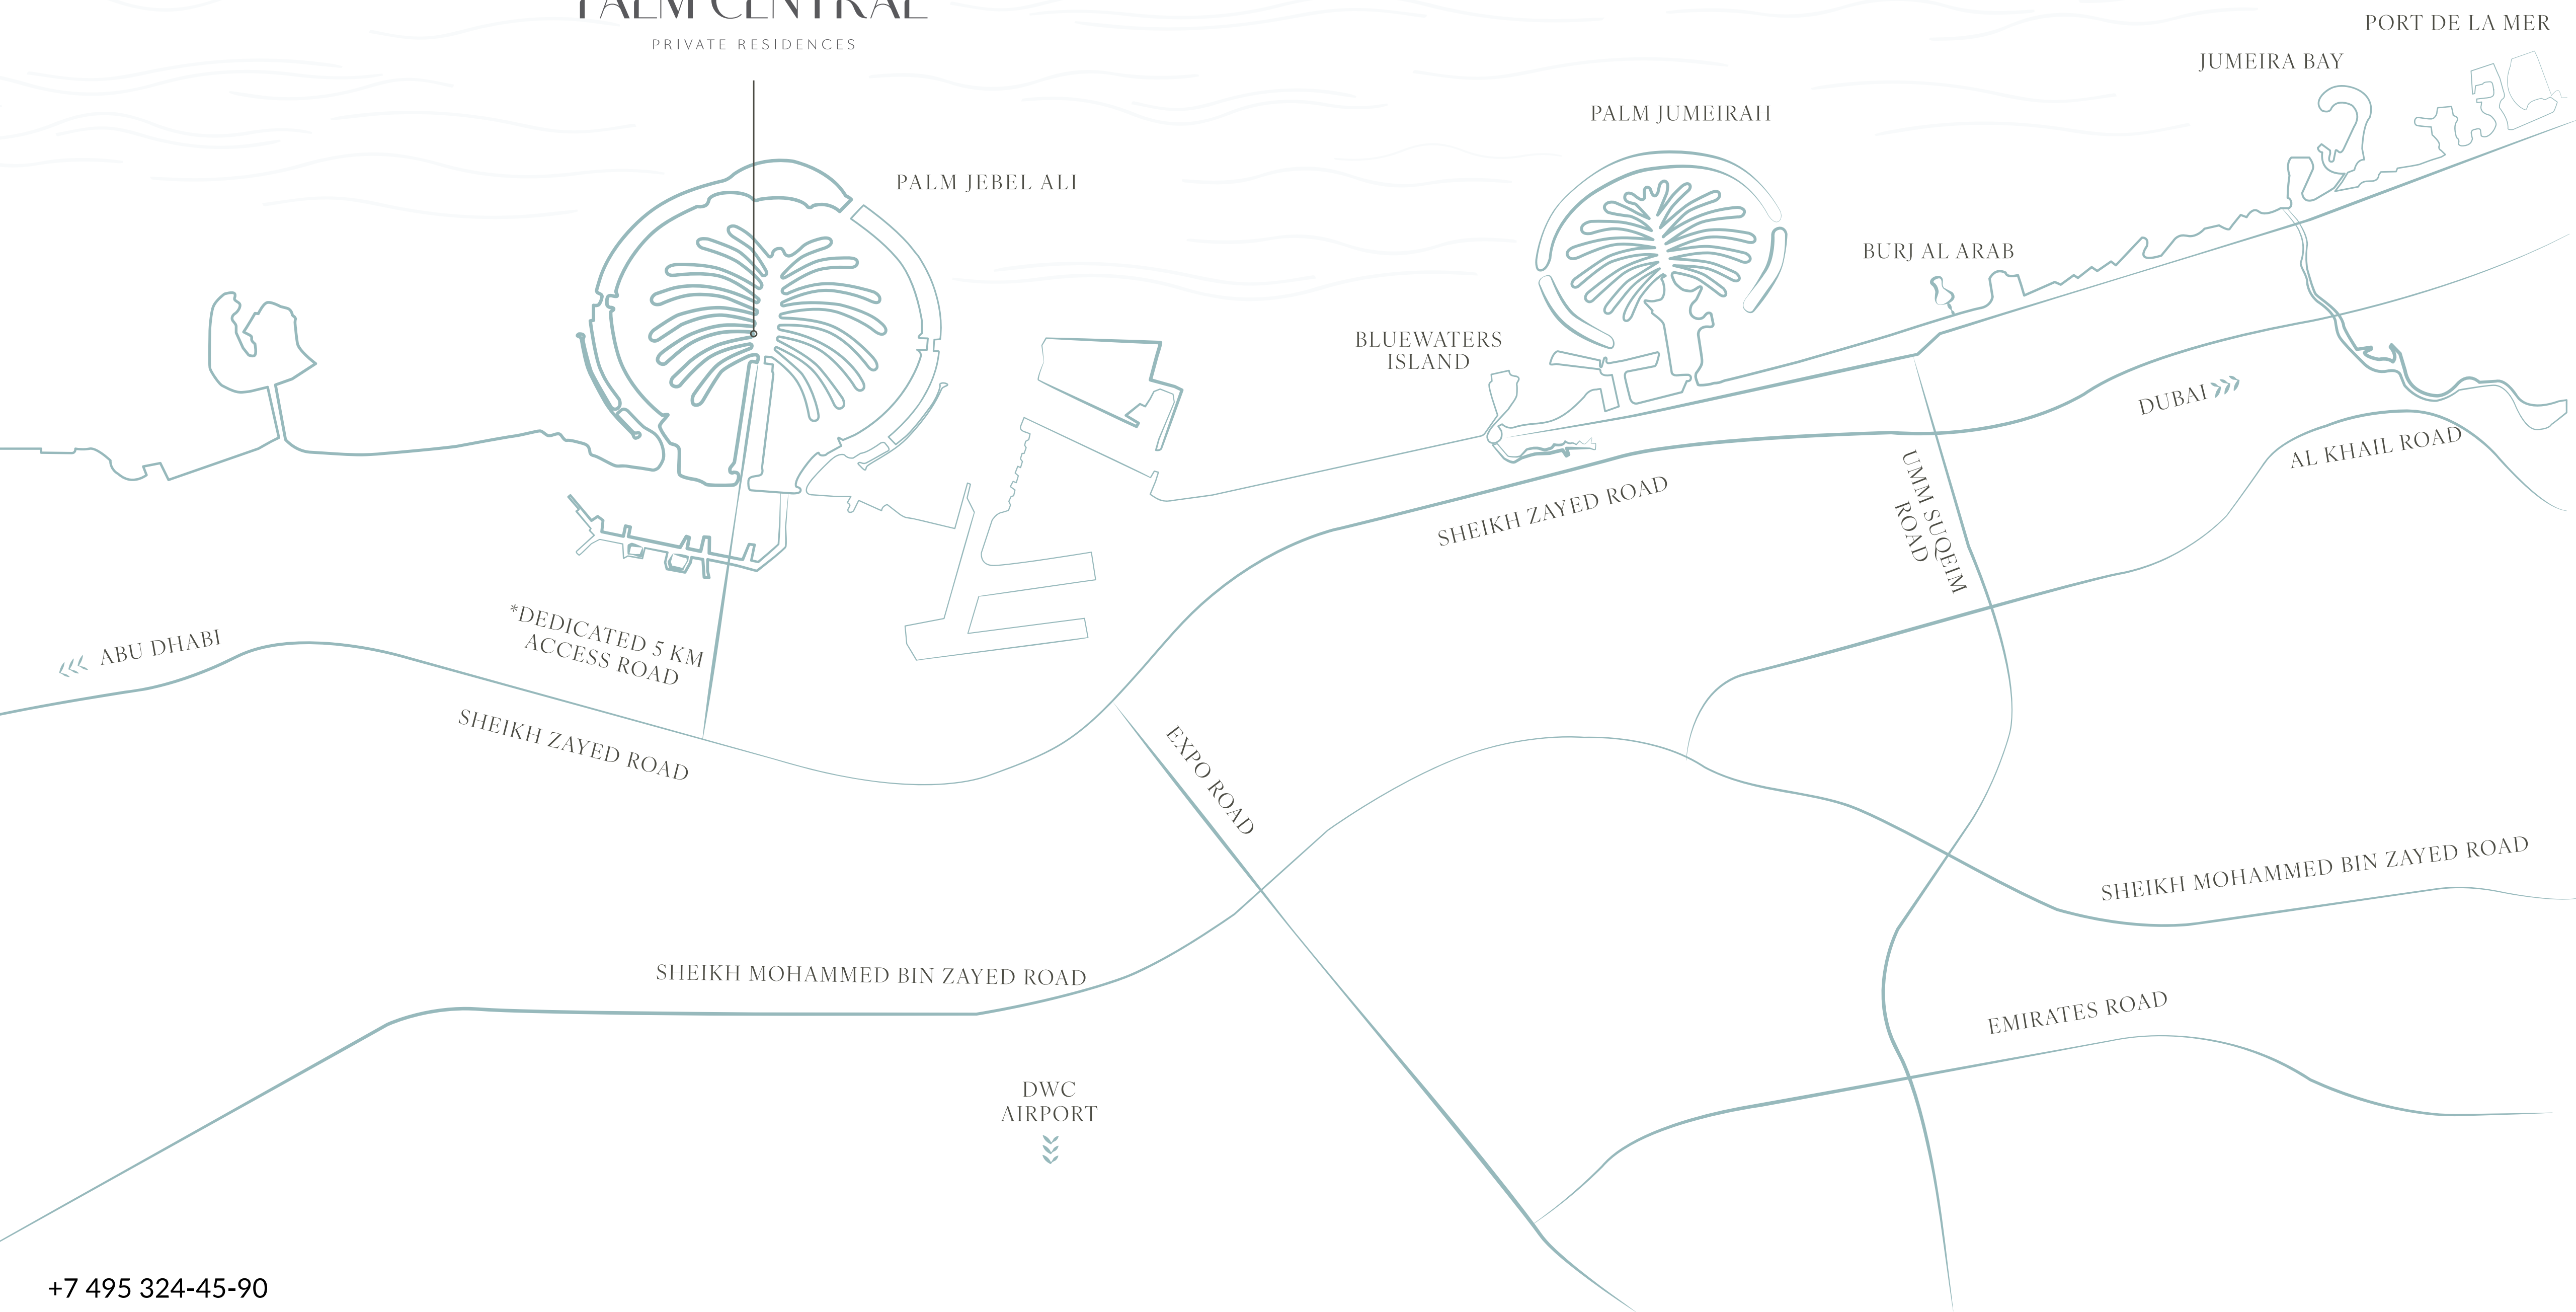 PALM CENTRAL
PRIVATE RESIDENCES
PORT DE LA MER
JUMEIRA BAY
PALM JUMEIRAH
PALM JEBEL ALI
BURJ AL ARAB
BLUEWATERS
ISLAND
DUBAI
AL KHAIL ROAD
UMM SUQEIM
ROAD
SHEIKH ZAYED ROAD
*DEDICATED 5 KM
ACCESS ROAD
ABU DHABI
SHEIKH ZAYED ROAD
EXPO ROAD
SHEIKH MOHAMMED BIN ZAYED ROAD
SHEIKH MOHAMMED BIN ZAYED ROAD
EMIRATES ROAD
DWC
AIRPORT
+7 495 324-45-90